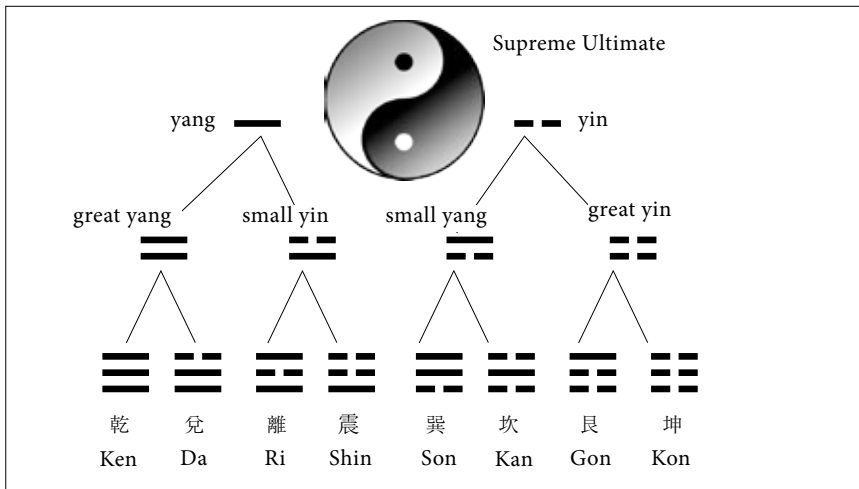 Supreme Ultimate
yang
yin
great yang
small yin
small yang
great yin
乾 兌 離 震 巽 坎 艮 坤
Ken Da Ri Shin Son Kan Gon Kon